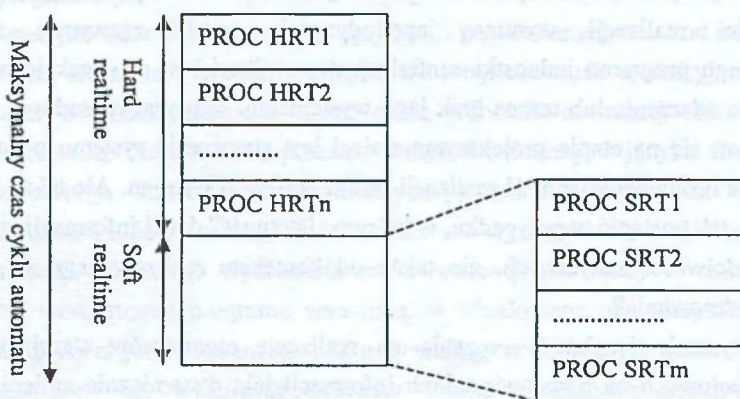 Maksymalny czas cyklu automatu
Hard
realtime
Soft
realtime
PROC HRT1
PROC HRT2
.............
PROC HRTn
PROC SRT1
PROC SRT2
...................
PROC SRTm